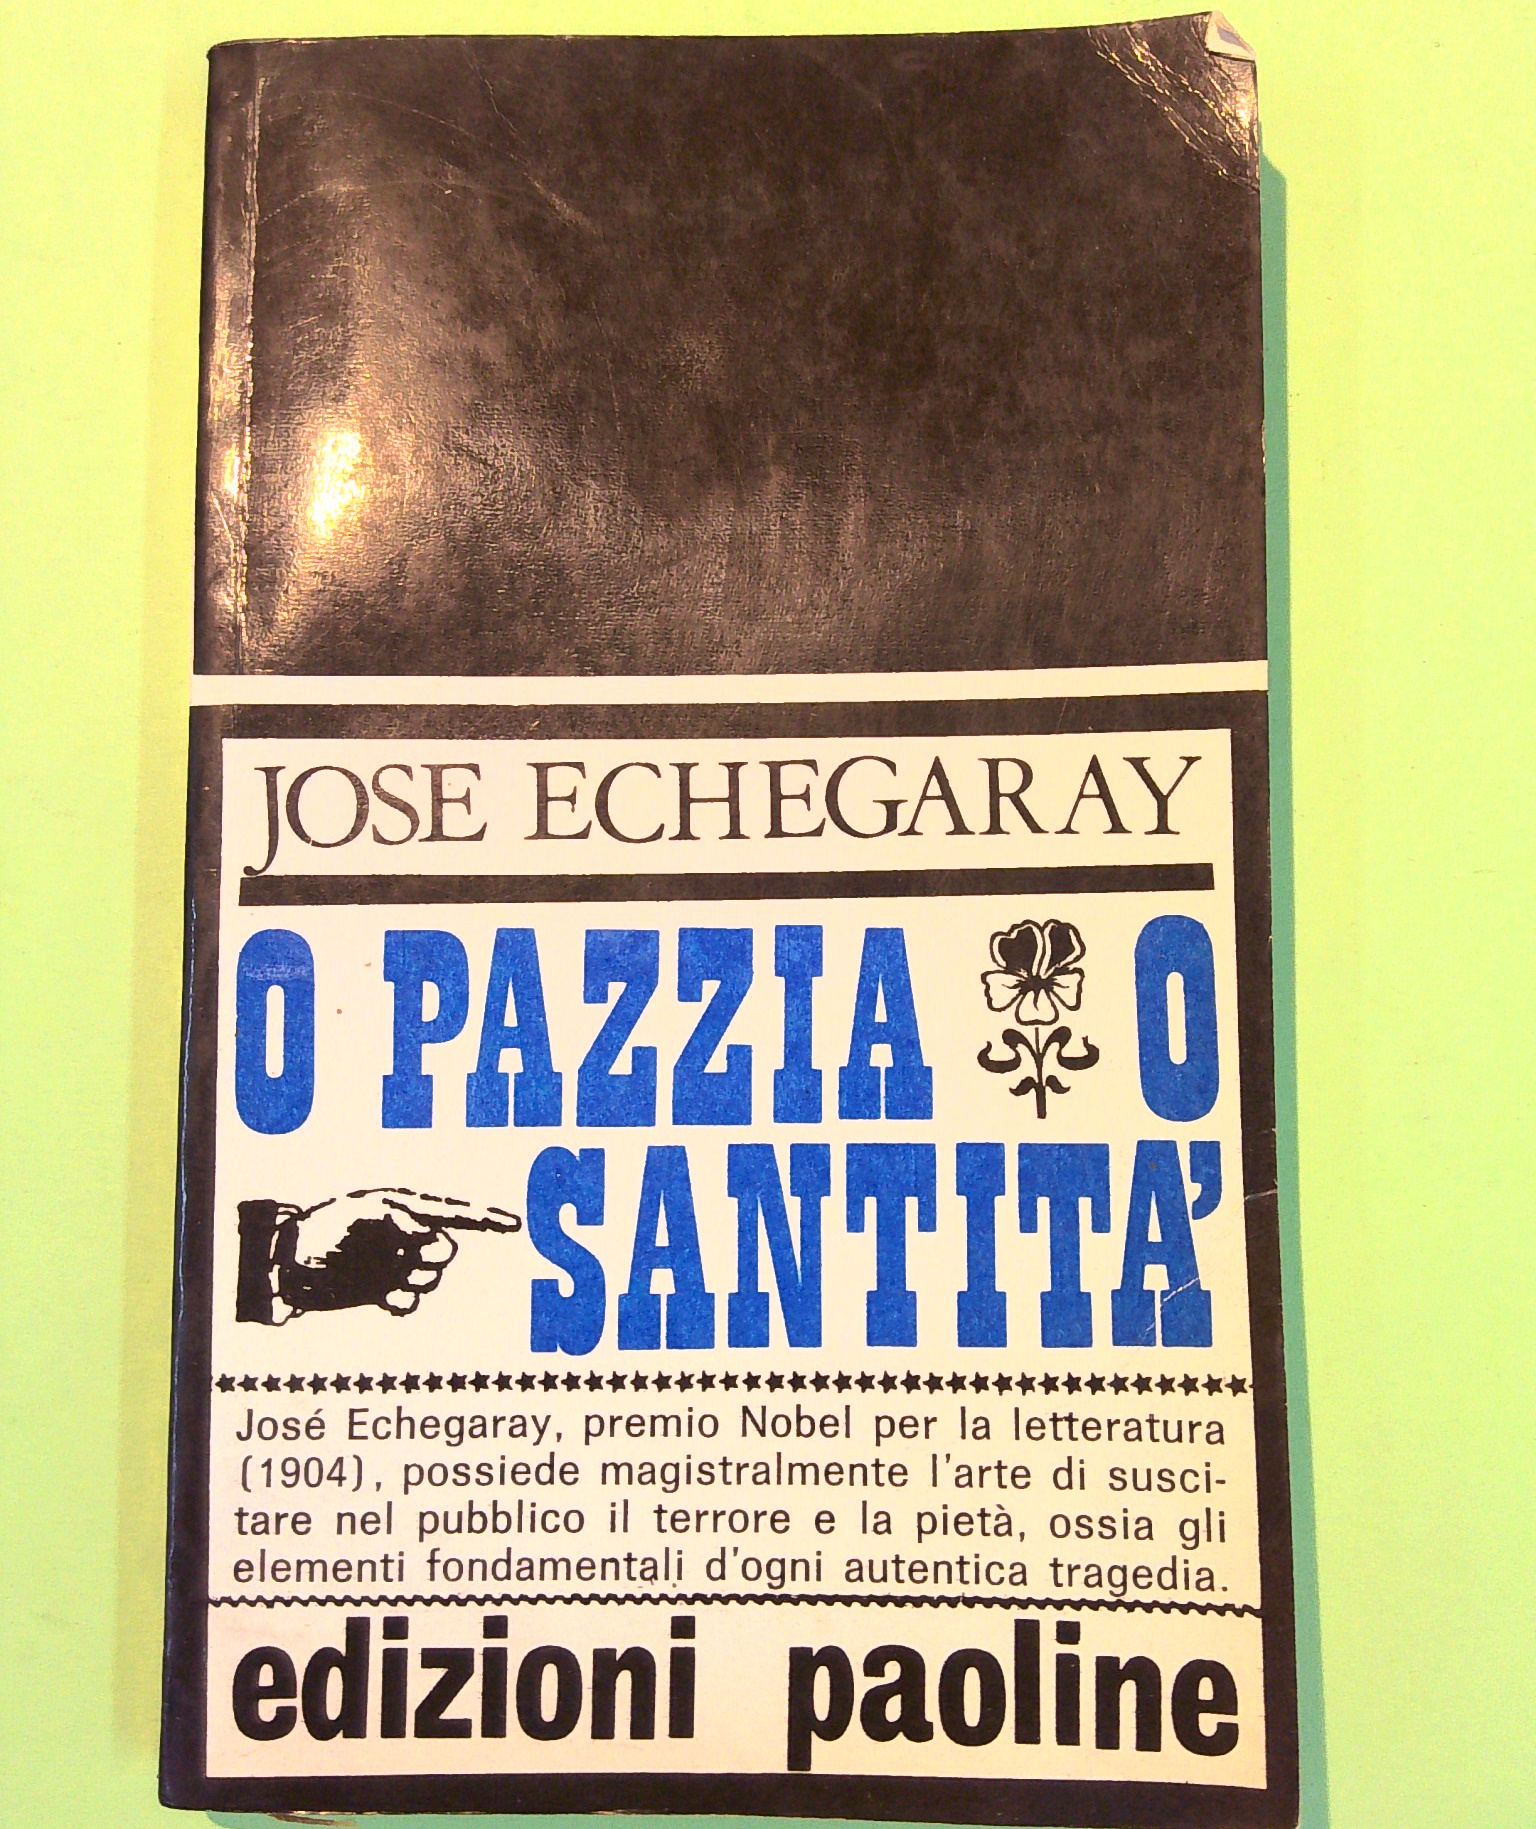 JOSE ECHEGARAY
O PAZZIA O
SANTITA'
José Echegaray, premio Nobel per la letteratura
(1904), possiede magistralmente l'arte di susci-
tare nel pubblico il terrore e la pietà, ossia gli
elementi fondamentali d'ogni autentica tragedia.
edizioni paoline